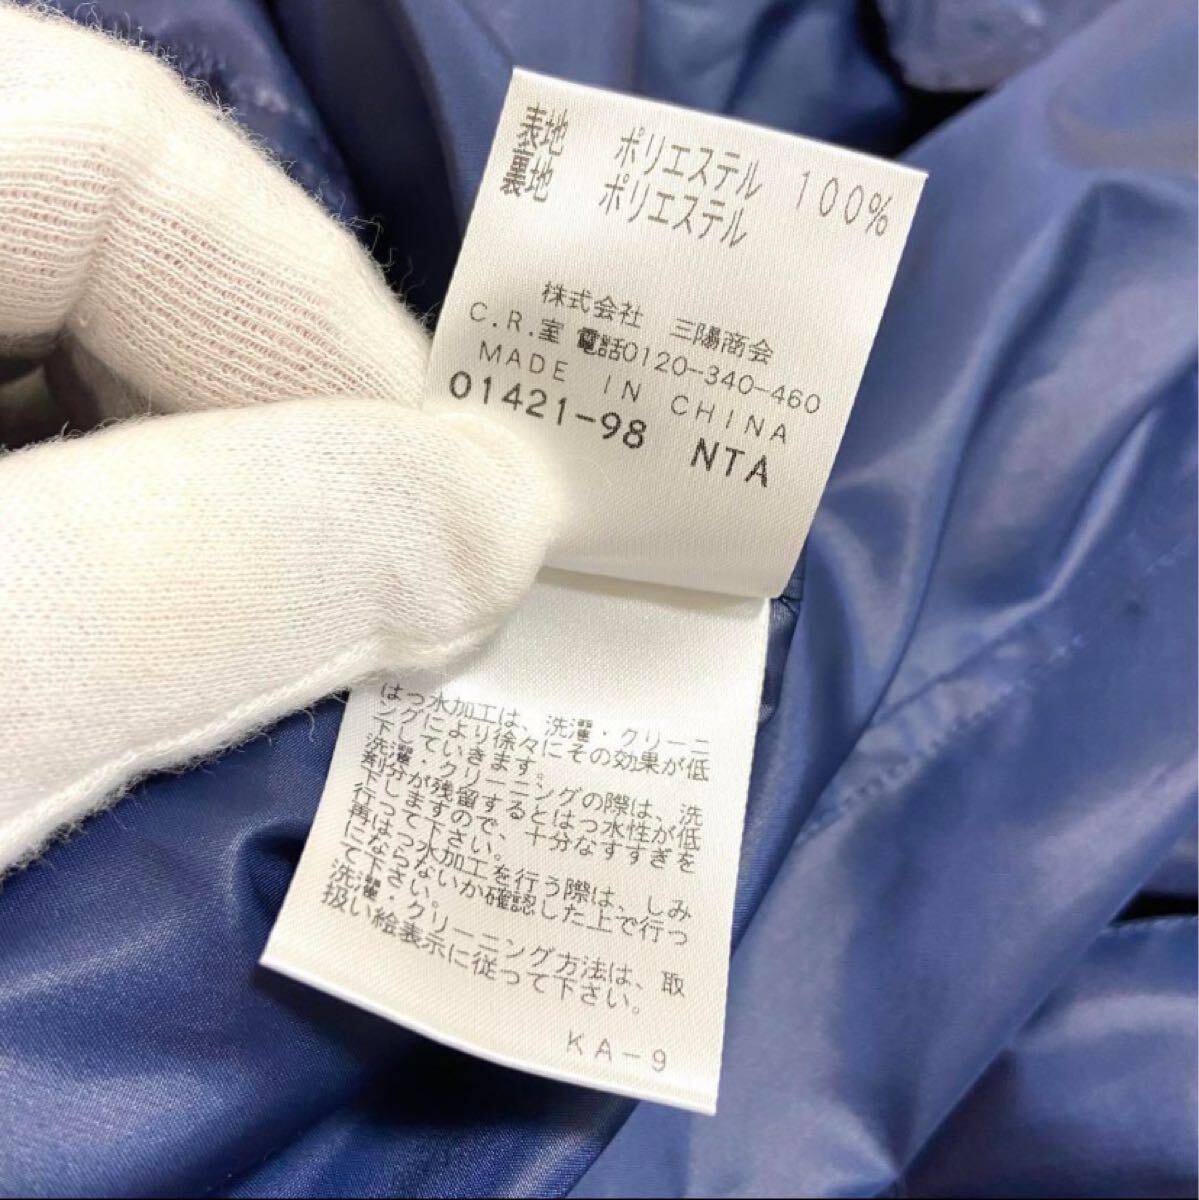 表地 ポリエステル 100%
裏地 ポリエステル
株式会社 三陽商会
C.R.室 電話0120-340-460
MADE IN CHINA
01421-98 NTA
はっ水加工は、洗濯・クリーニ
ングにより徐々にその効果が低
下していきます。
洗濯・クリーニングの際は、洗
剤分が残留するとはっ水性が低
下しますので、十分なすすぎを
行って下さい。
再はっ水加工を行う際は、しみ
にならないか確認した上で行っ
て下さい。
洗濯・クリーニング方法は、取
扱い絵表示に従って下さい。
KA-9